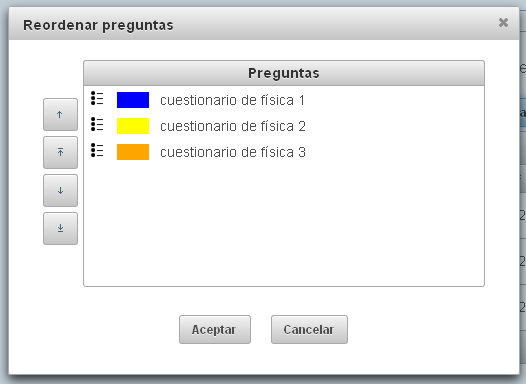 Reordenar preguntas
Preguntas
cuestionario de física 1
cuestionario de física 2
cuestionario de física 3
Aceptar
Cancelar